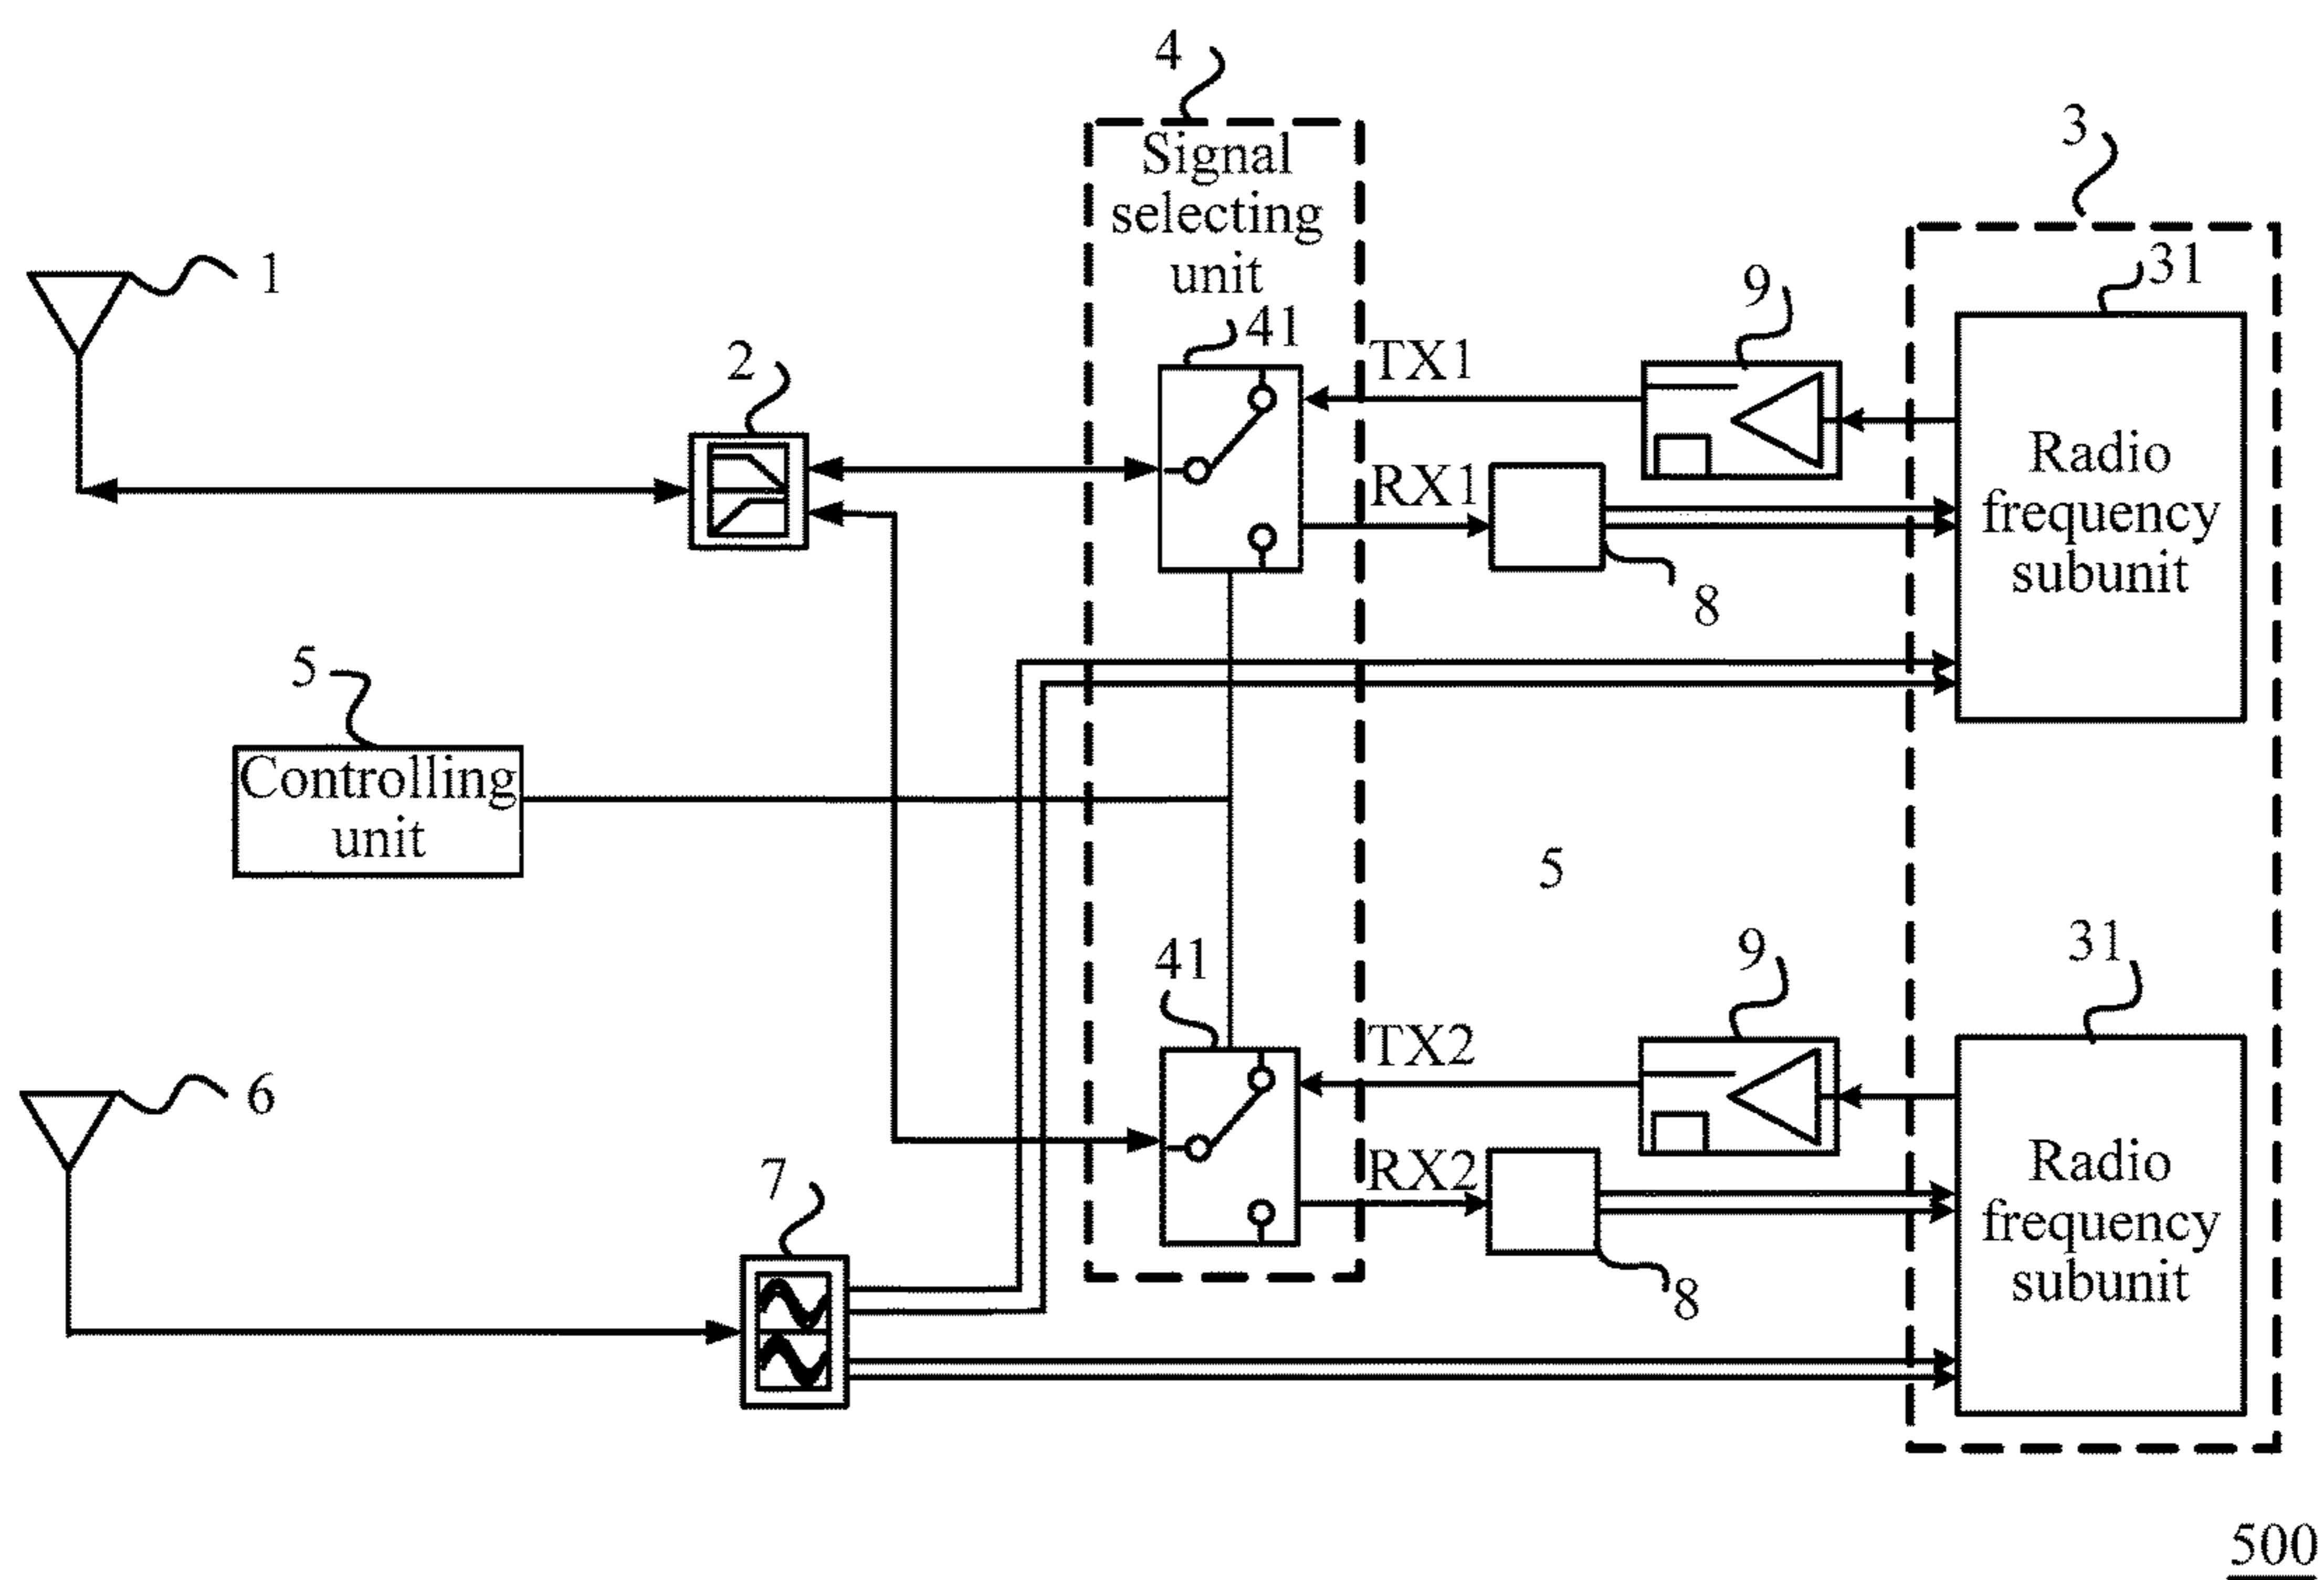 4
Signal
selecting
unit
3
1
31
9
41
TX1
2
Radio
frequency
subunit
RX1
8
5
Controlling
unit
5
31
9
41
TX2
6
Radio
frequency
subunit
7
RX2
8
500